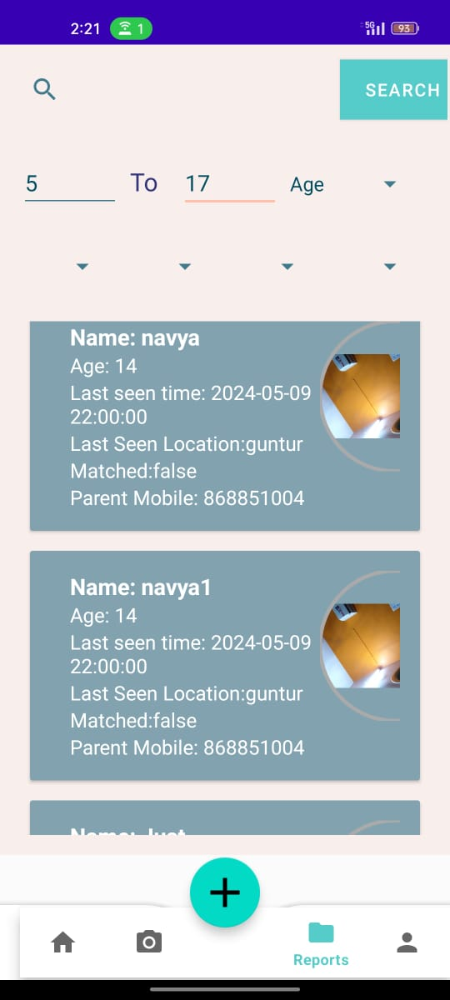 2:21 1 5G 93
SEARCH
5 To 17 Age
Name: navya
Age: 14
Last seen time: 2024-05-09
22:00:00
Last Seen Location:guntur
Matched:false
Parent Mobile: 868851004
Name: navya1
Age: 14
Last seen time: 2024-05-09
22:00:00
Last Seen Location:guntur
Matched:false
Parent Mobile: 868851004
Name: Just
Reports